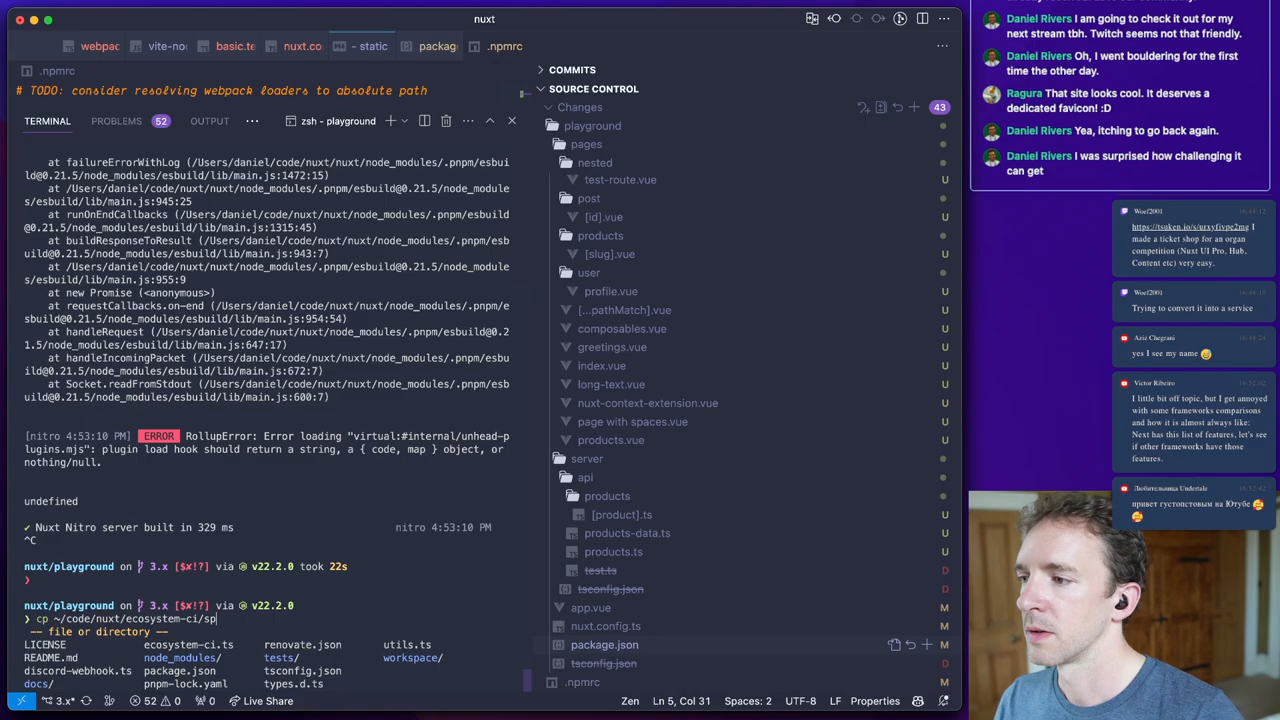 nuxt
webpac
vite-no
basic.te
nuxt.co
- static
package
.npmrc
.npmrc
# TODO: consider resolving webpack loaders to absolute path
TERMINAL
PROBLEMS 52
OUTPUT
zsh - playground
at failureErrorWithLog (/Users/daniel/code/nuxt/nuxt/node_modules/.pnpm/esbui
ld@0.21.5/node_modules/esbuild/lib/main.js:1472:15)
at /Users/daniel/code/nuxt/nuxt/node_modules/.pnpm/esbuild@0.21.5/node_module
s/esbuild/lib/main.js:945:25
at runOnEndCallbacks (/Users/daniel/code/nuxt/nuxt/node_modules/.pnpm/esbuild
@0.21.5/node_modules/esbuild/lib/main.js:1315:45)
at buildResponseToResult (/Users/daniel/code/nuxt/nuxt/node_modules/.pnpm/esb
uild@0.21.5/node_modules/esbuild/lib/main.js:943:7)
at /Users/daniel/code/nuxt/nuxt/node_modules/.pnpm/esbuild@0.21.5/node_module
s/esbuild/lib/main.js:955:9
at new Promise (<anonymous>)
at requestCallbacks.on-end (/Users/daniel/code/nuxt/nuxt/node_modules/.pnpm/e
sbuild@0.21.5/node_modules/esbuild/lib/main.js:954:54)
at handleRequest (/Users/daniel/code/nuxt/nuxt/node_modules/.pnpm/esbuild@0.2
1.5/node_modules/esbuild/lib/main.js:647:17)
at handleIncomingPacket (/Users/daniel/code/nuxt/nuxt/node_modules/.pnpm/esbu
ild@0.21.5/node_modules/esbuild/lib/main.js:672:7)
at Socket.readFromStdout (/Users/daniel/code/nuxt/nuxt/node_modules/.pnpm/esb
uild@0.21.5/node_modules/esbuild/lib/main.js:600:7)
[nitro 4:53:10 PM] ERROR RollupError: Error loading "virtual:#internal/unhead-p
lugins.mjs": plugin load hook should return a string, a { code, map } object, or
nothing/null.
undefined
✔ Nuxt Nitro server built in 329 ms nitro 4:53:10 PM
^C
nuxt/playground on 3.x [$✘!?] via v22.2.0 took 22s
❯
nuxt/playground on 3.x [$✘!?] via v22.2.0
❯ cp ~/code/nuxt/ecosystem-ci/sp
—— file or directory ——
LICENSE ecosystem-ci.ts renovate.json utils.ts
README.md node_modules/ tests/ workspace/
discord-webhook.ts package.json tsconfig.json
docs/ pnpm-lock.yaml types.d.ts
COMMITS
SOURCE CONTROL
Changes 43
playground
pages
nested
test-route.vue U
post
[id].vue U
products
[slug].vue U
user
profile.vue U
[...pathMatch].vue U
composables.vue U
greetings.vue U
index.vue U
long-text.vue U
nuxt-context-extension.vue U
page with spaces.vue U
products.vue U
server
api
products
[product].ts U
products-data.ts U
products.ts U
test.ts D
tsconfig.json D
app.vue M
nuxt.config.ts M
package.json M
tsconfig.json D
.npmrc M
3.x*
52 0
0
Live Share
Zen
Ln 5, Col 31
Spaces: 2
UTF-8
LF
Properties
Daniel Rivers I am going to check it out for my
next stream tbh. Twitch seems not that friendly.
Daniel Rivers Oh, I went bouldering for the first
time the other day.
Ragura That site looks cool. It deserves a
dedicated favicon! :D
Daniel Rivers Yea, itching to go back again.
Daniel Rivers I was surprised how challenging it
can get
Woef2001 16:48:12
https://tsuken.io/s/urxyfivpe2mg I
made a ticket shop for an organ
competition (Nuxt UI Pro, Hub,
Content etc) very easy.
Woef2001
Trying to convert it into a service
Aziz Chegrani
yes I see my name
Victor Ribeiro
I little bit off topic, but I get annoyed
with some frameworks comparisons
and how it is almost always like:
Next has this list of features, let's see
if other frameworks have those
features.
Любительница Undertale
привет густопстовым на Ютубе